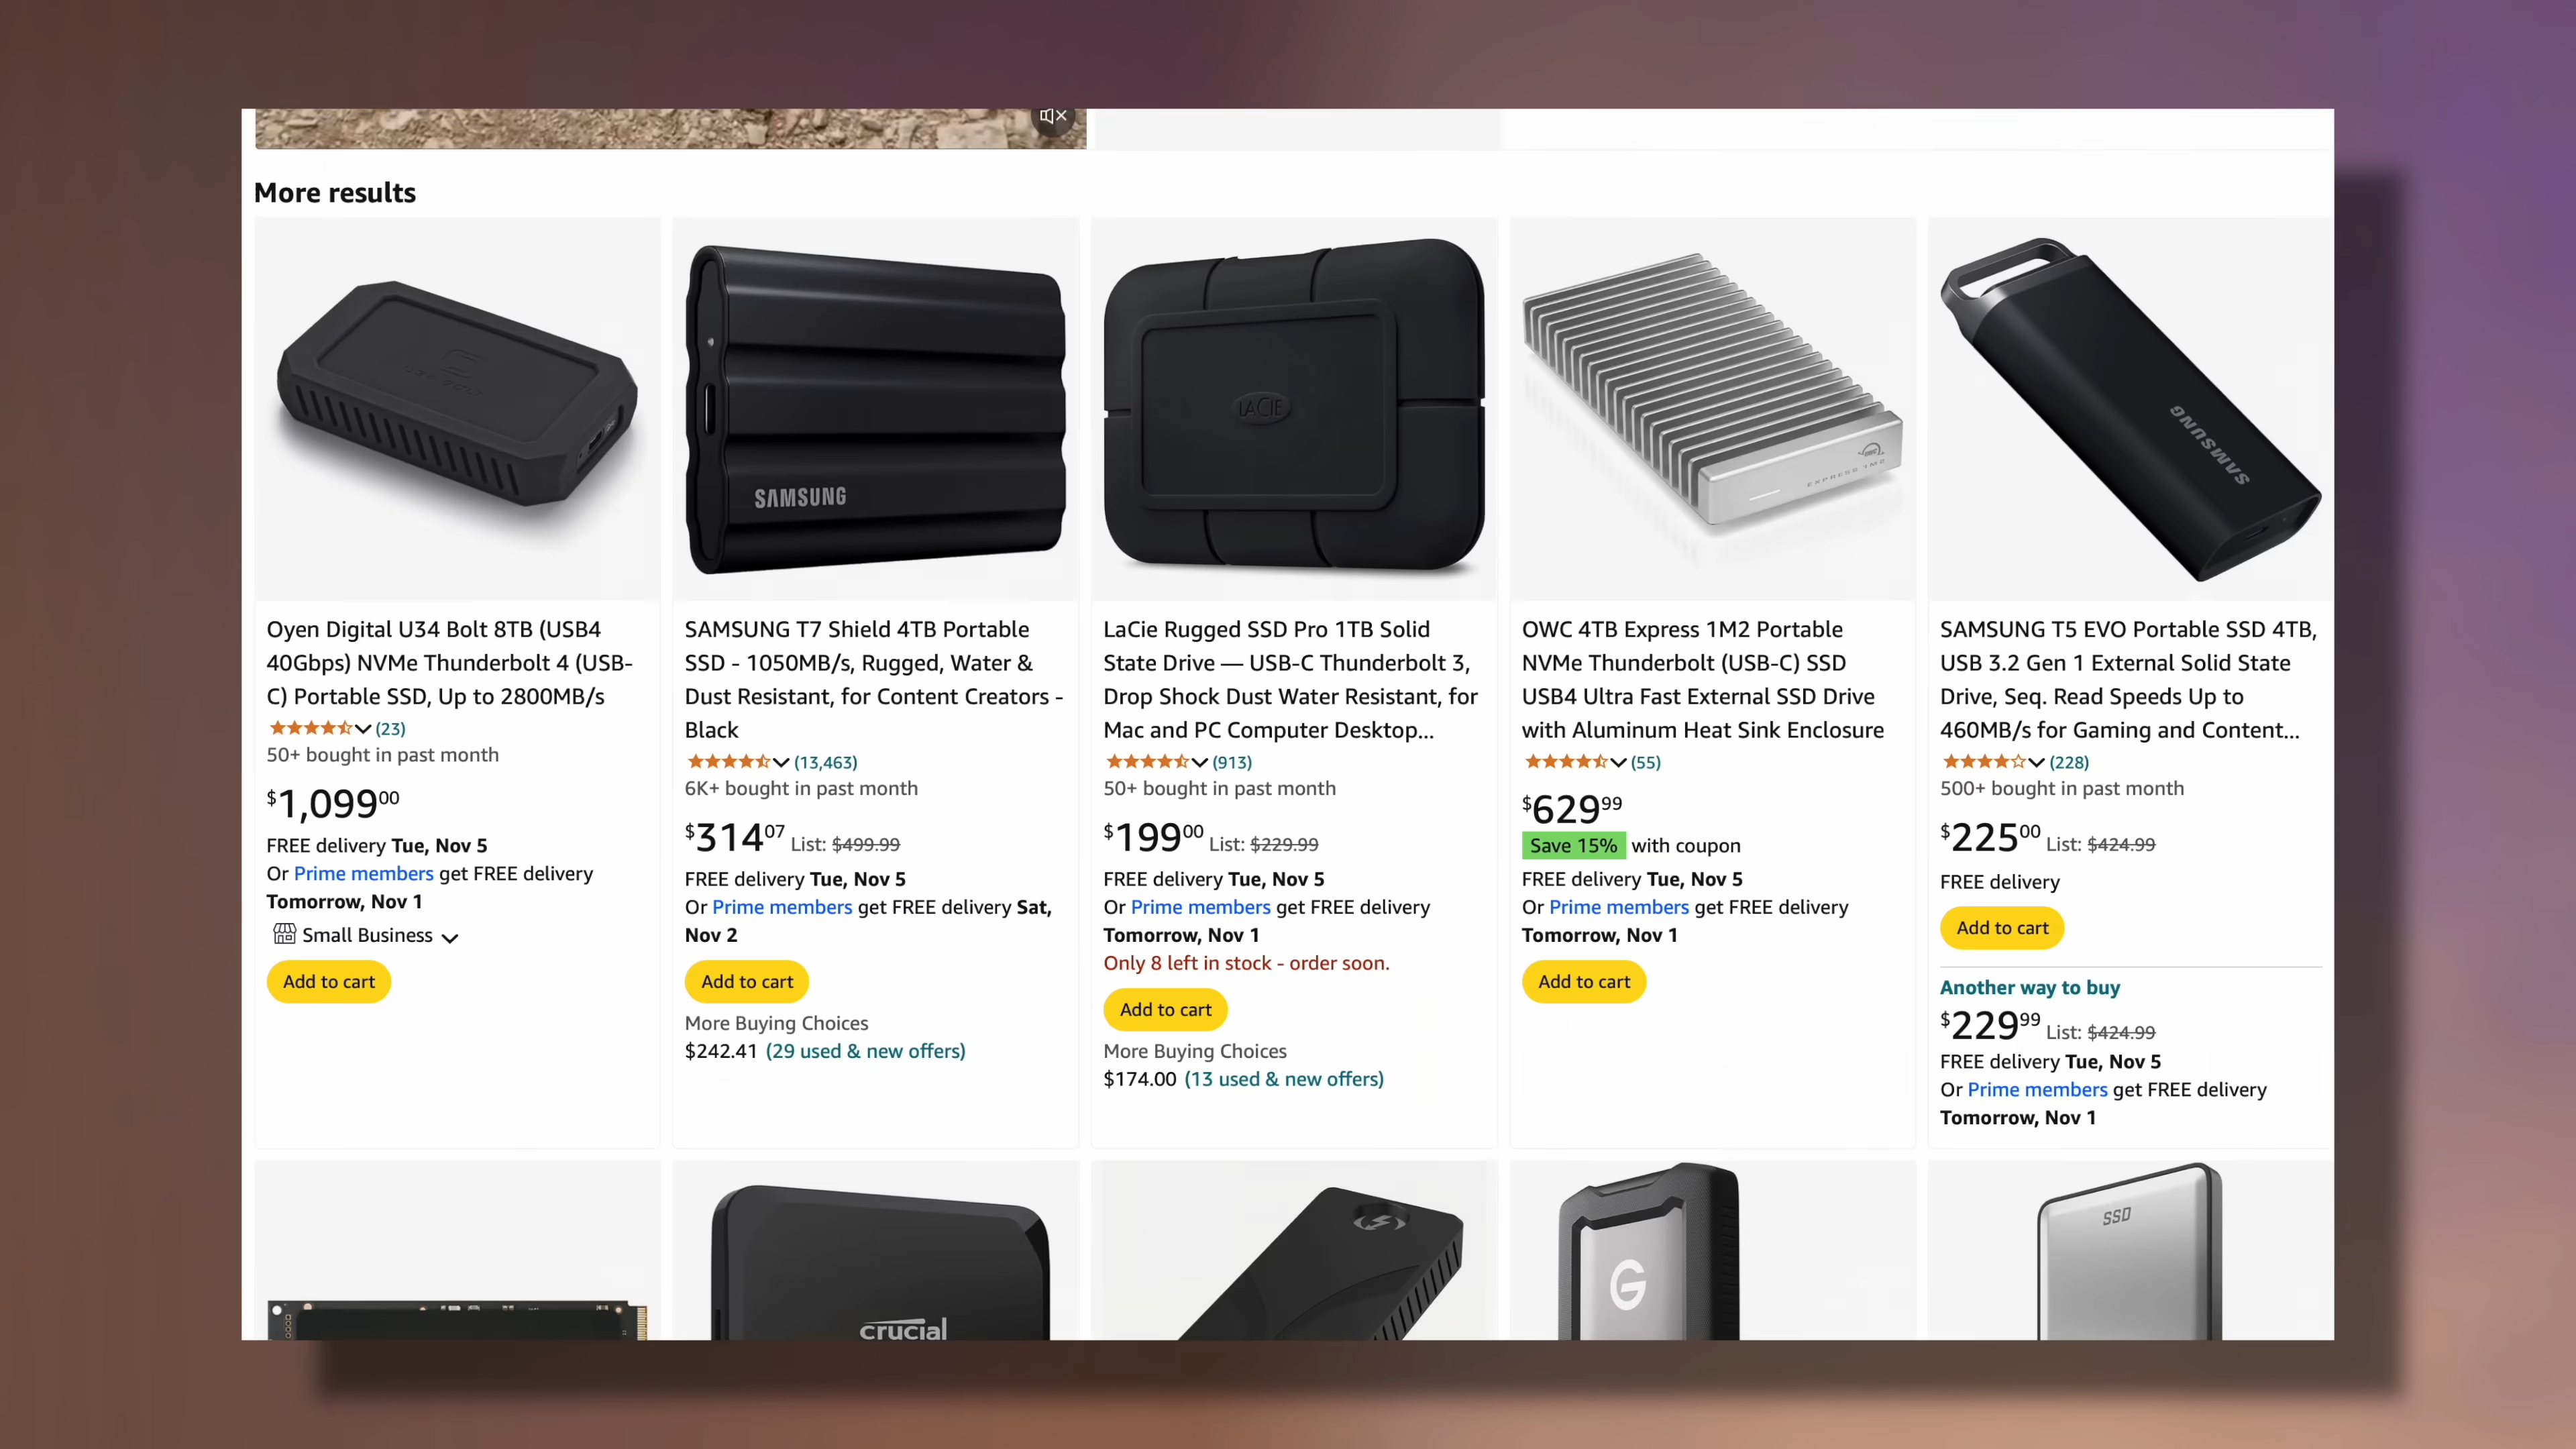 More results
SAMSUNG
LACIE
OWC
EXPRESS 1M2
SAMSUNG
Oyen Digital U34 Bolt 8TB (USB4
40Gbps) NVMe Thunderbolt 4 (USB-
C) Portable SSD, Up to 2800MB/s
(23)
50+ bought in past month
$1,09900
FREE delivery Tue, Nov 5
Or Prime members get FREE delivery
Tomorrow, Nov 1
Small Business
Add to cart
SAMSUNG T7 Shield 4TB Portable
SSD - 1050MB/s, Rugged, Water &
Dust Resistant, for Content Creators -
Black
(13,463)
6K+ bought in past month
$31407 List: $499.99
FREE delivery Tue, Nov 5
Or Prime members get FREE delivery Sat,
Nov 2
Add to cart
More Buying Choices
$242.41 (29 used & new offers)
LaCie Rugged SSD Pro 1TB Solid
State Drive — USB-C Thunderbolt 3,
Drop Shock Dust Water Resistant, for
Mac and PC Computer Desktop...
(913)
50+ bought in past month
$19900 List: $229.99
FREE delivery Tue, Nov 5
Or Prime members get FREE delivery
Tomorrow, Nov 1
Only 8 left in stock - order soon.
Add to cart
More Buying Choices
$174.00 (13 used & new offers)
OWC 4TB Express 1M2 Portable
NVMe Thunderbolt (USB-C) SSD
USB4 Ultra Fast External SSD Drive
with Aluminum Heat Sink Enclosure
(55)
$62999
Save 15% with coupon
FREE delivery Tue, Nov 5
Or Prime members get FREE delivery
Tomorrow, Nov 1
Add to cart
SAMSUNG T5 EVO Portable SSD 4TB,
USB 3.2 Gen 1 External Solid State
Drive, Seq. Read Speeds Up to
460MB/s for Gaming and Content...
(228)
500+ bought in past month
$22500 List: $424.99
FREE delivery
Add to cart
Another way to buy
$22999 List: $424.99
FREE delivery Tue, Nov 5
Or Prime members get FREE delivery
Tomorrow, Nov 1
crucial
G
SSD